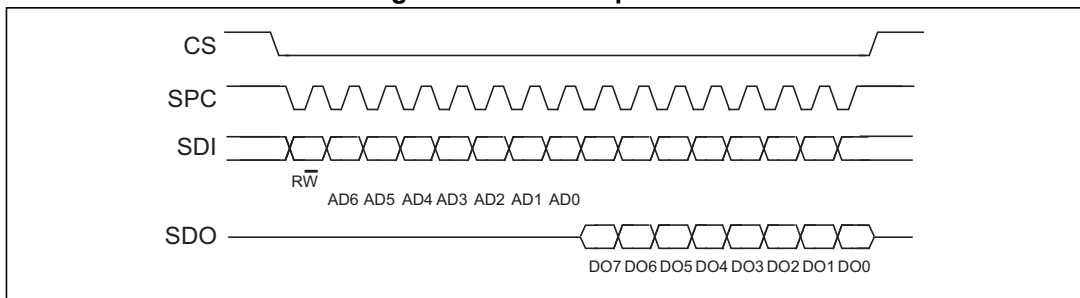 CS
SPC
SDI
RW̅
AD6 AD5 AD4 AD3 AD2 AD1 AD0
SDO
DO7 DO6 DO5 DO4 DO3 DO2 DO1 DO0